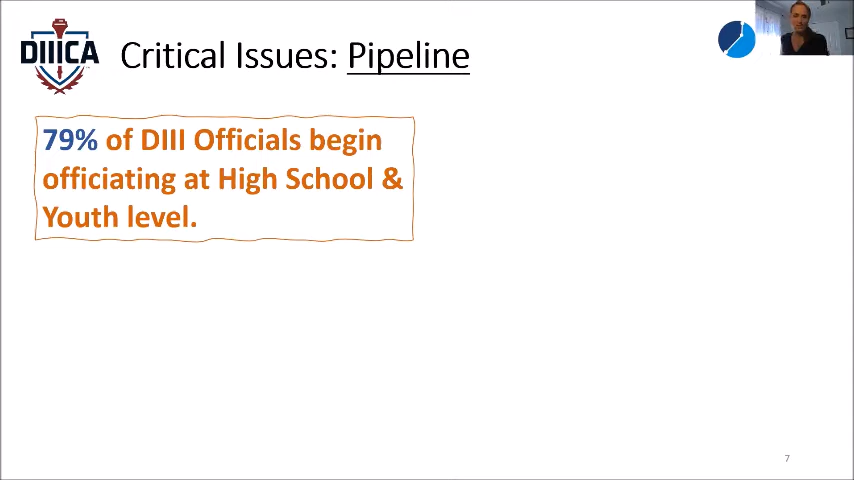 DIIICA
Critical Issues: Pipeline
79% of DIII Officials begin
officiating at High School &
Youth level.
7